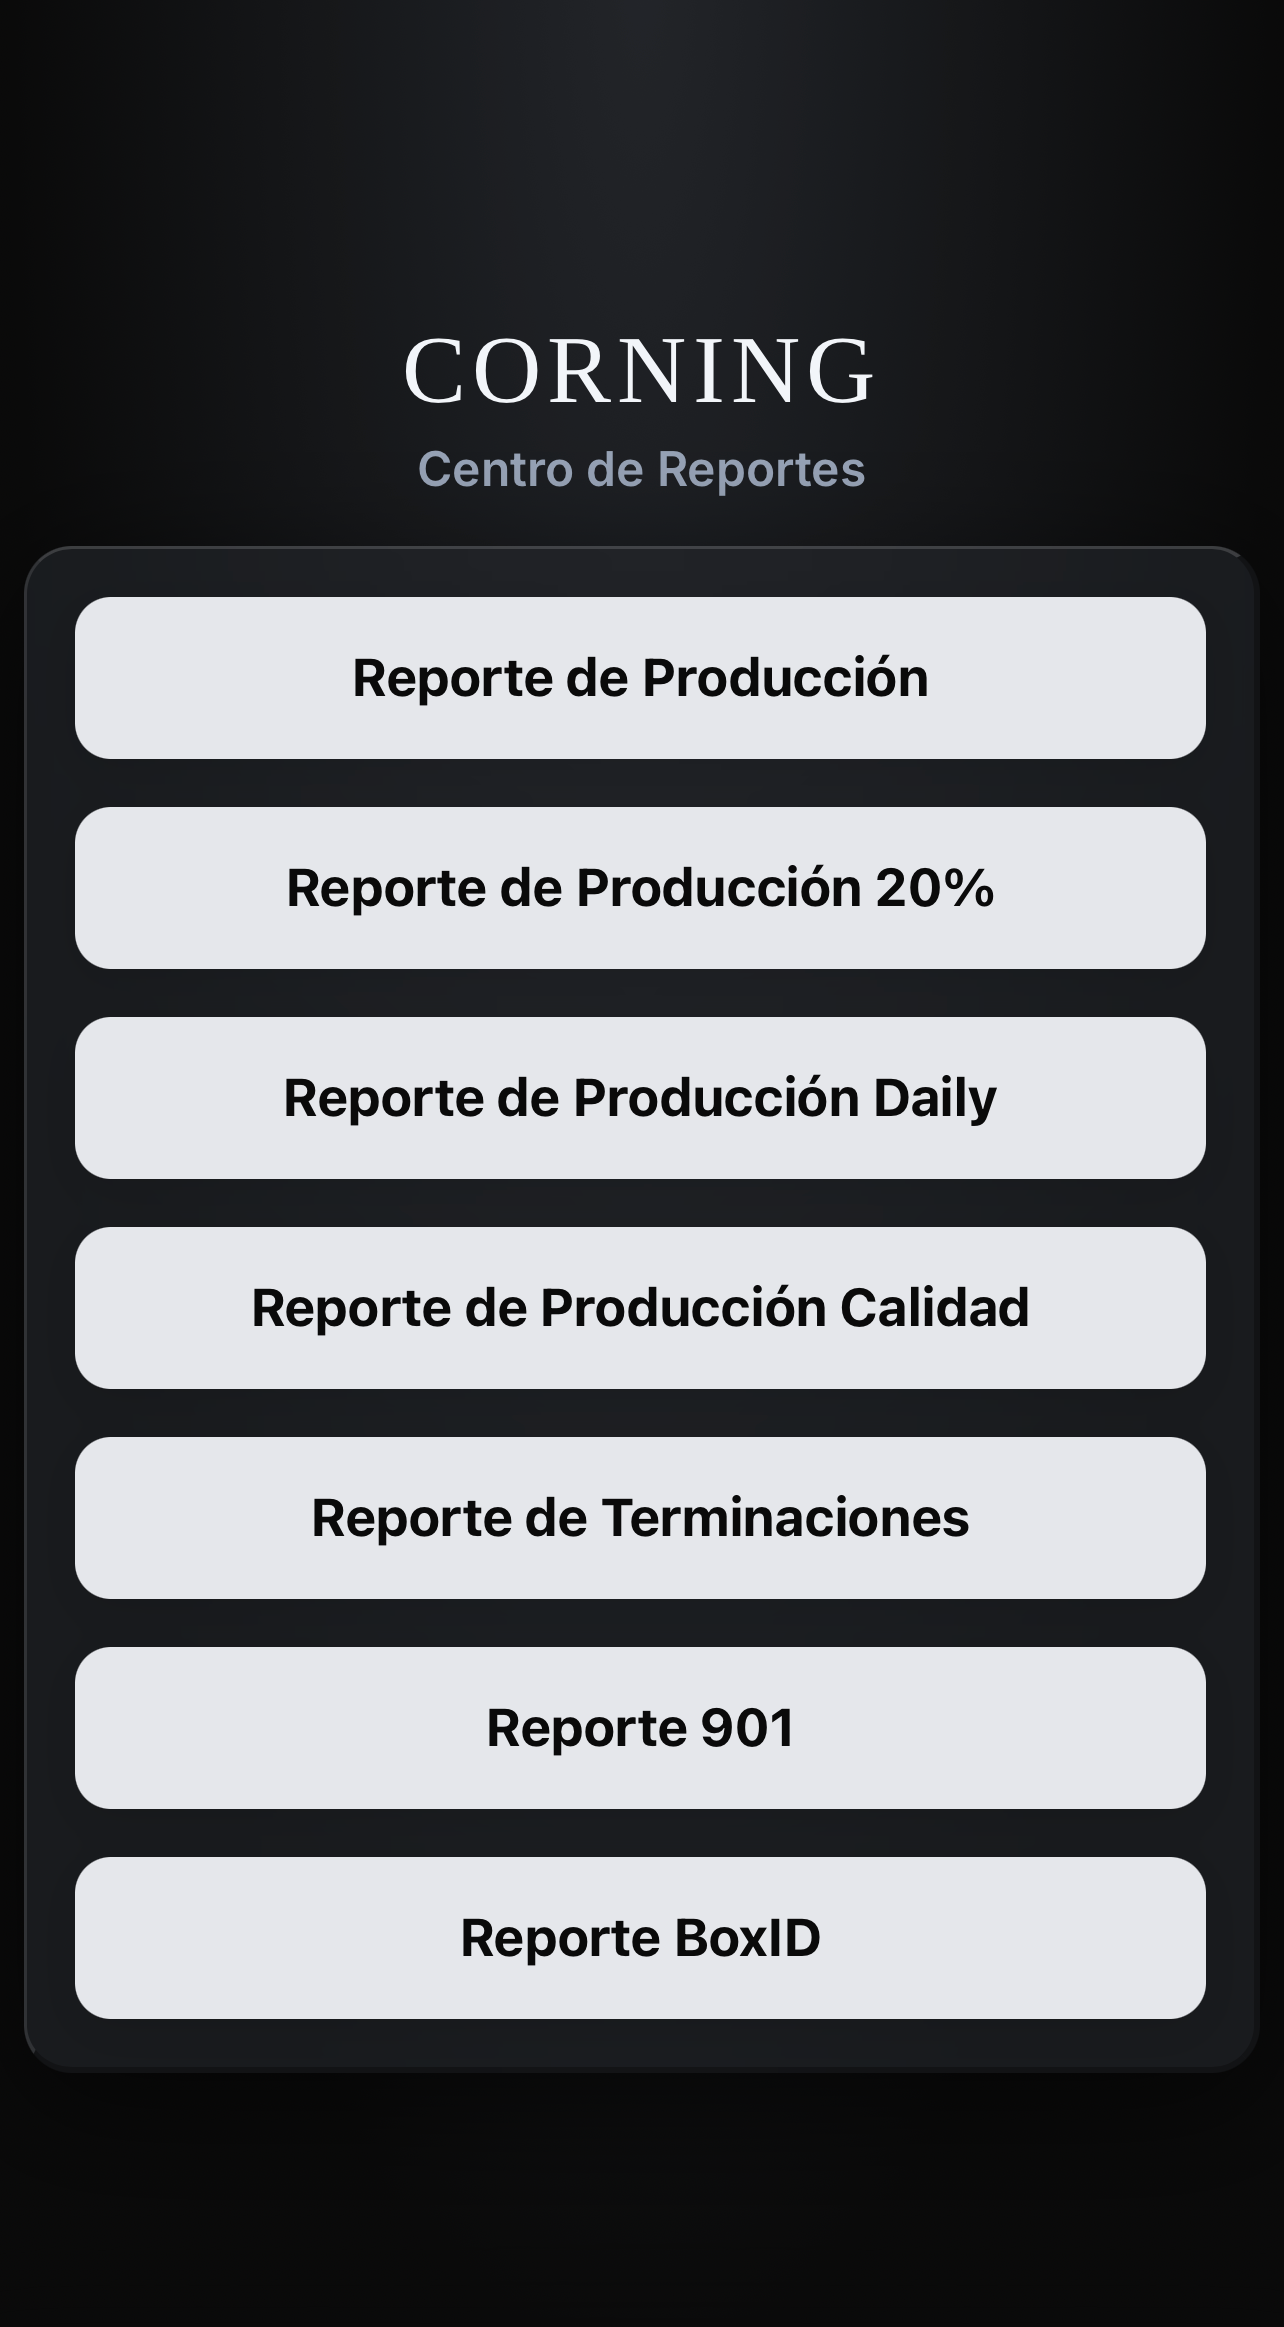 CORNING
Centro de Reportes
Reporte de Producción
Reporte de Producción 20%
Reporte de Producción Daily
Reporte de Producción Calidad
Reporte de Terminaciones
Reporte 901
Reporte BoxID